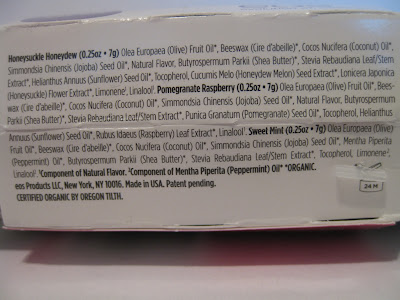 Honeysuckle Honeydew (0.25oz • 7g) Olea Europaea (Olive) Fruit Oil*, Beeswax (Cire d'abeille)*, Cocos Nucifera (Coconut) Oil*,
Simmondsia Chinensis (Jojoba) Seed Oil*, Natural Flavor, Butyrospermum Parkii (Shea Butter)*, Stevia Rebaudiana Leaf/Stem
Extract*, Helianthus Annuus (Sunflower) Seed Oil*, Tocopherol, Cucumis Melo (Honeydew Melon) Seed Extract*, Lonicera Japonica
(Honeysuckle) Flower Extract*, Limonene¹, Linalool¹. Pomegranate Raspberry (0.25oz • 7g) Olea Europaea (Olive) Fruit Oil*, Bees-
wax (Cire d'abeille)*, Cocos Nucifera (Coconut) Oil*, Simmondsia Chinensis (Jojoba) Seed Oil*, Natural Flavor, Butyrospermum
Parkii (Shea Butter)*, Stevia Rebaudiana Leaf/Stem Extract*, Punica Granatum (Pomegranate) Seed Extract*, Tocopherol, Helianthus
Annuus (Sunflower) Seed Oil*, Rubus Idaeus (Raspberry) Leaf Extract*, Linalool¹. Sweet Mint (0.25oz • 7g) Olea Europaea (Olive)
Fruit Oil*, Beeswax (Cire d'abeille)*, Cocos Nucifera (Coconut) Oil*, Simmondsia Chinensis (Jojoba) Seed Oil*, Mentha Piperita
(Peppermint) Oil*, Butyrospermum Parkii (Shea Butter)*, Stevia Rebaudiana Leaf/Stem Extract*, Tocopherol, Limonene²,
Linalool². ¹Component of Natural Flavor. ²Component of Mentha Piperita (Peppermint) Oil* *ORGANIC.
eos Products LLC, New York, NY 10016. Made in USA. Patent pending.
CERTIFIED ORGANIC BY OREGON TILTH.
24 M